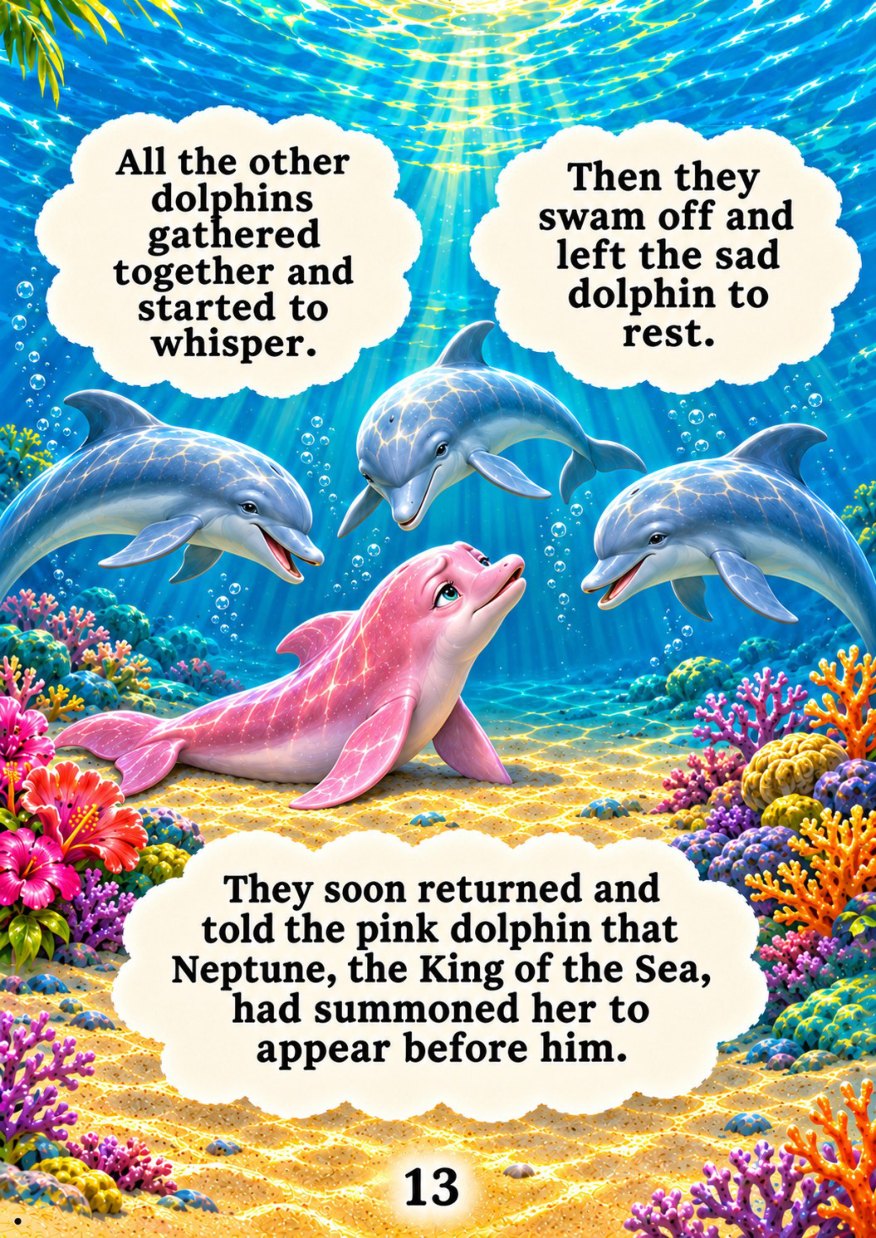 All the other
dolphins
gathered
together and
started to
whisper.
Then they
swam off and
left the sad
dolphin to
rest.
They soon returned and
told the pink dolphin that
Neptune, the King of the Sea,
had summoned her to
appear before him.
13